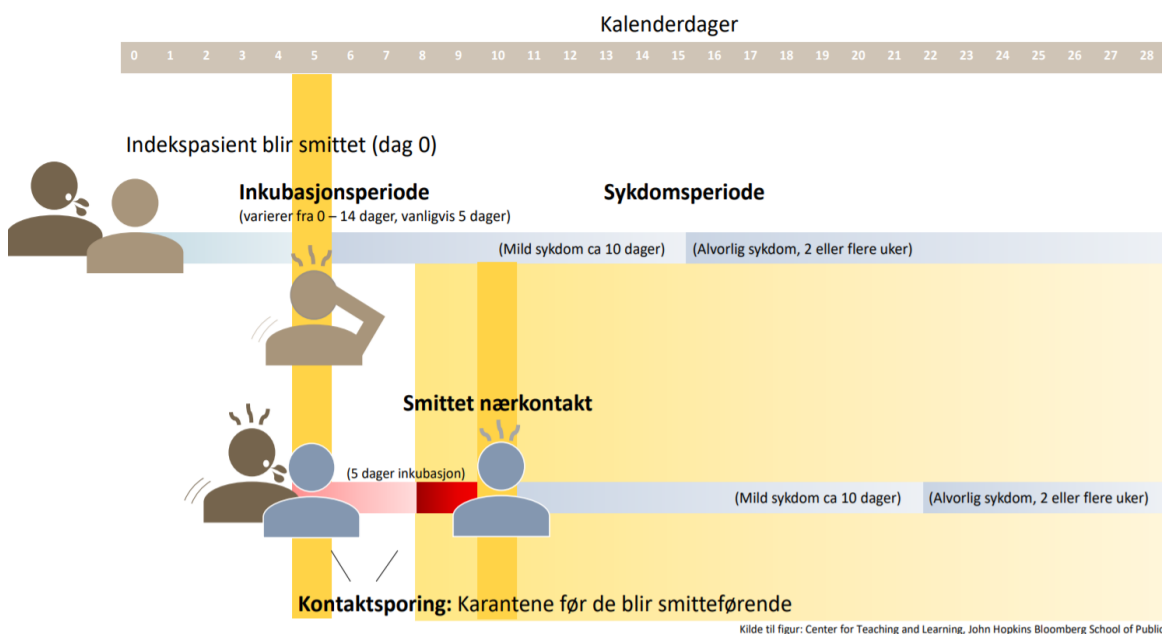 Kalenderdager
0 1 2 3 4 5 6 7 8 9 10 11 12 13 14 15 16 17 18 19 20 21 22 23 24 25 26 27 28
Indekspasient blir smittet (dag 0)
Inkubasjonsperiode
(varierer fra 0 – 14 dager, vanligvis 5 dager)
Sykdomsperiode
(Mild sykdom ca 10 dager)
(Alvorlig sykdom, 2 eller flere uker)
Smittet nærkontakt
(5 dager inkubasjon)
(Mild sykdom ca 10 dager)
(Alvorlig sykdom, 2 eller flere uker)
Kontaktsporing: Karantene før de blir smitteførende
Kilde til figur: Center for Teaching and Learning, John Hopkins Bloomberg School of Public